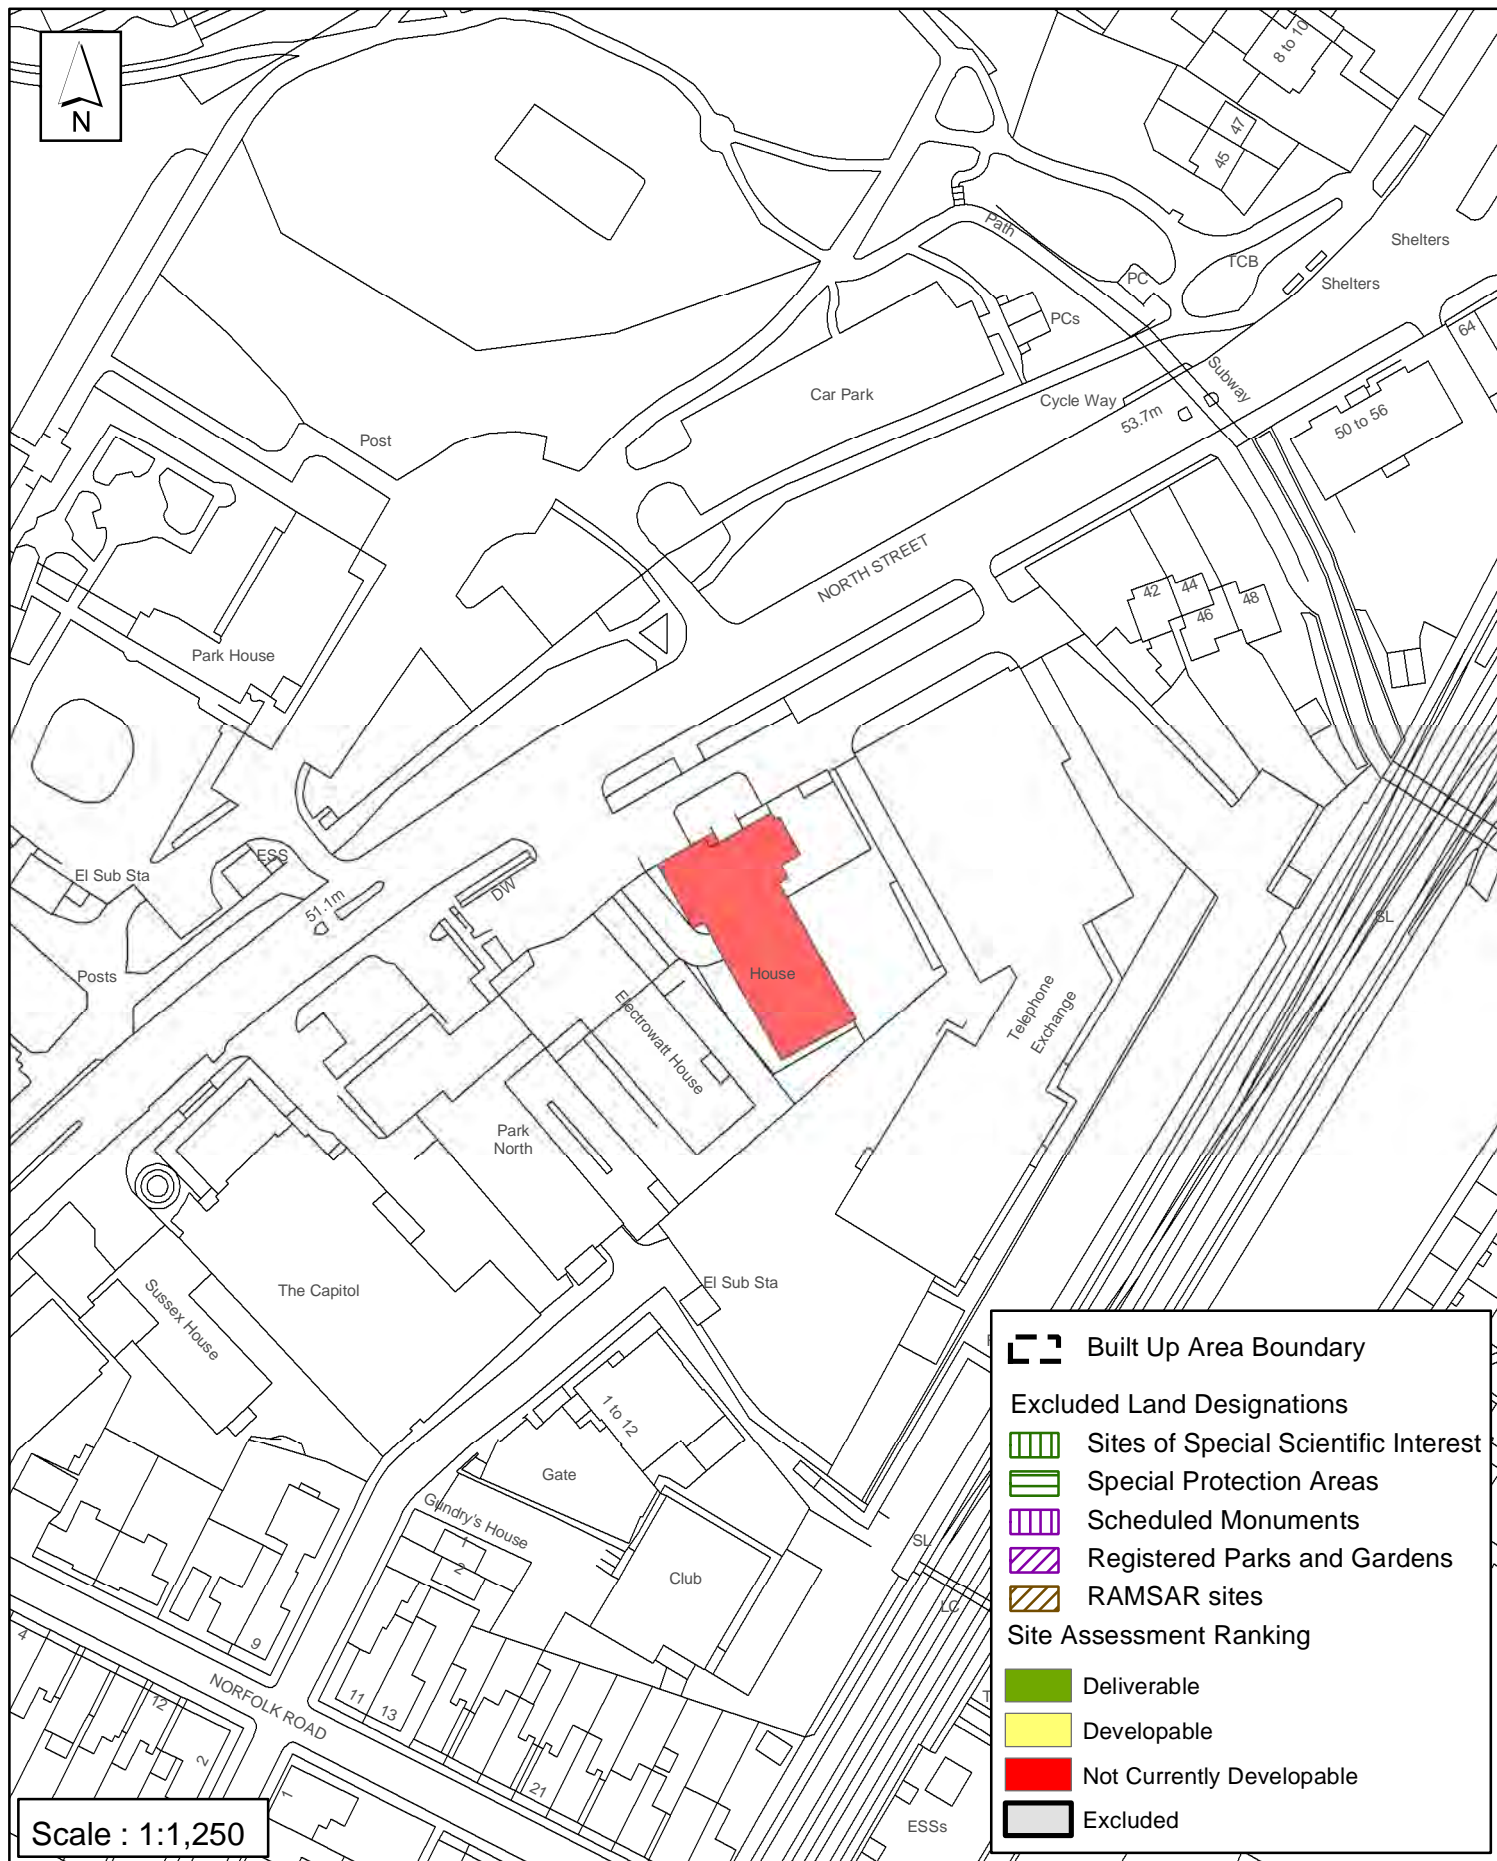 N
8 to 10
47
45
Path
Shelters
TCB
PC
Shelters
PCs
64
Subway
Car Park
Cycle Way
53.7m
50 to 56
Post
NORTH STREET
42
44
46
48
Park House
ESS
El Sub Sta
DW
51.1m
SL
Posts
House
Electrowatt House
Telephone
Exchange
Park
North
El Sub Sta
The Capitol
Sussex House
1 to 12
Gate
Gundry's House
1
2
Club
SL
LC
9
4
NORFOLK ROAD
11
13
12
2
21
1
ESSs
Built Up Area Boundary
Excluded Land Designations
Sites of Special Scientific Interest
Special Protection Areas
Scheduled Monuments
Registered Parks and Gardens
RAMSAR sites
Site Assessment Ranking
Deliverable
Developable
Not Currently Developable
Excluded
Scale : 1:1,250